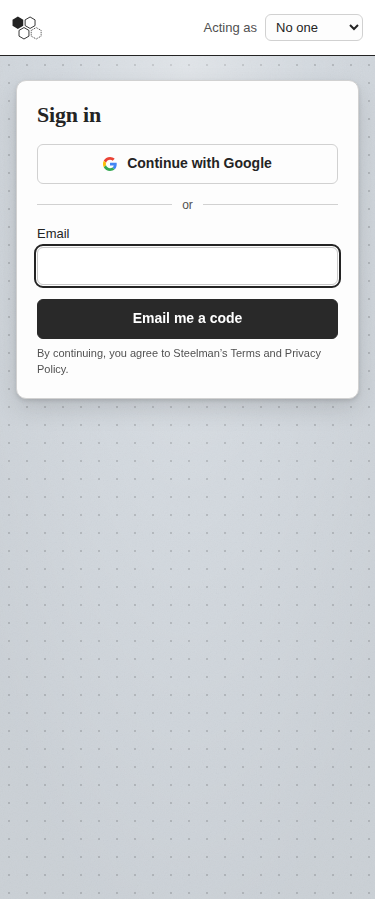 Acting as No one
Sign in
Continue with Google
or
Email
Email me a code
By continuing, you agree to Steelman's Terms and Privacy
Policy.